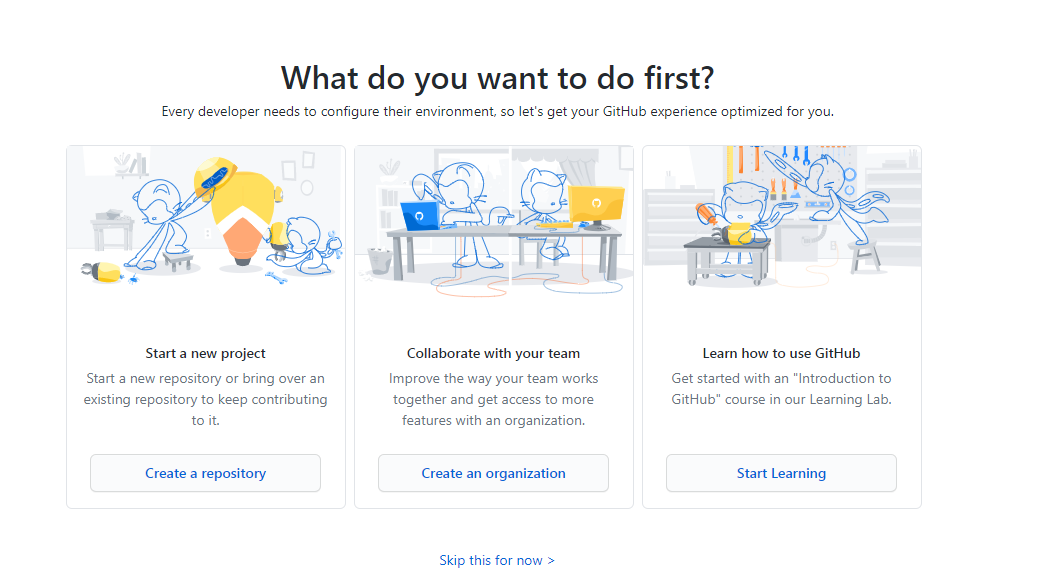 What do you want to do first?
Every developer needs to configure their environment, so let's get your GitHub experience optimized for you.
Start a new project
Start a new repository or bring over an
existing repository to keep contributing
to it.
Create a repository
Collaborate with your team
Improve the way your team works
together and get access to more
features with an organization.
Create an organization
Learn how to use GitHub
Get started with an "Introduction to
GitHub" course in our Learning Lab.
Start Learning
Skip this for now >